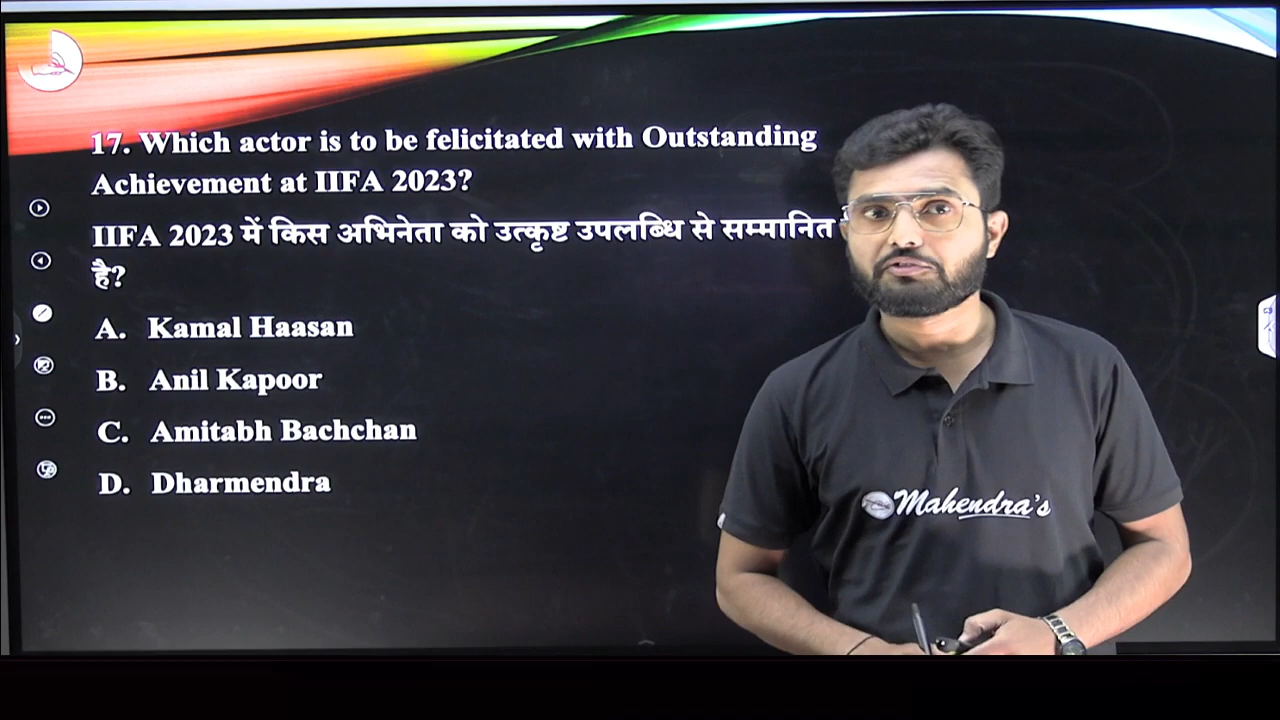 17. Which actor is to be felicitated with Outstanding
Achievement at IIFA 2023?
IIFA 2023 में किस अभिनेता को उत्कृष्ट उपलब्धि से सम्मानित
है?
A. Kamal Haasan
B. Anil Kapoor
C. Amitabh Bachchan
D. Dharmendra
Mahendra's